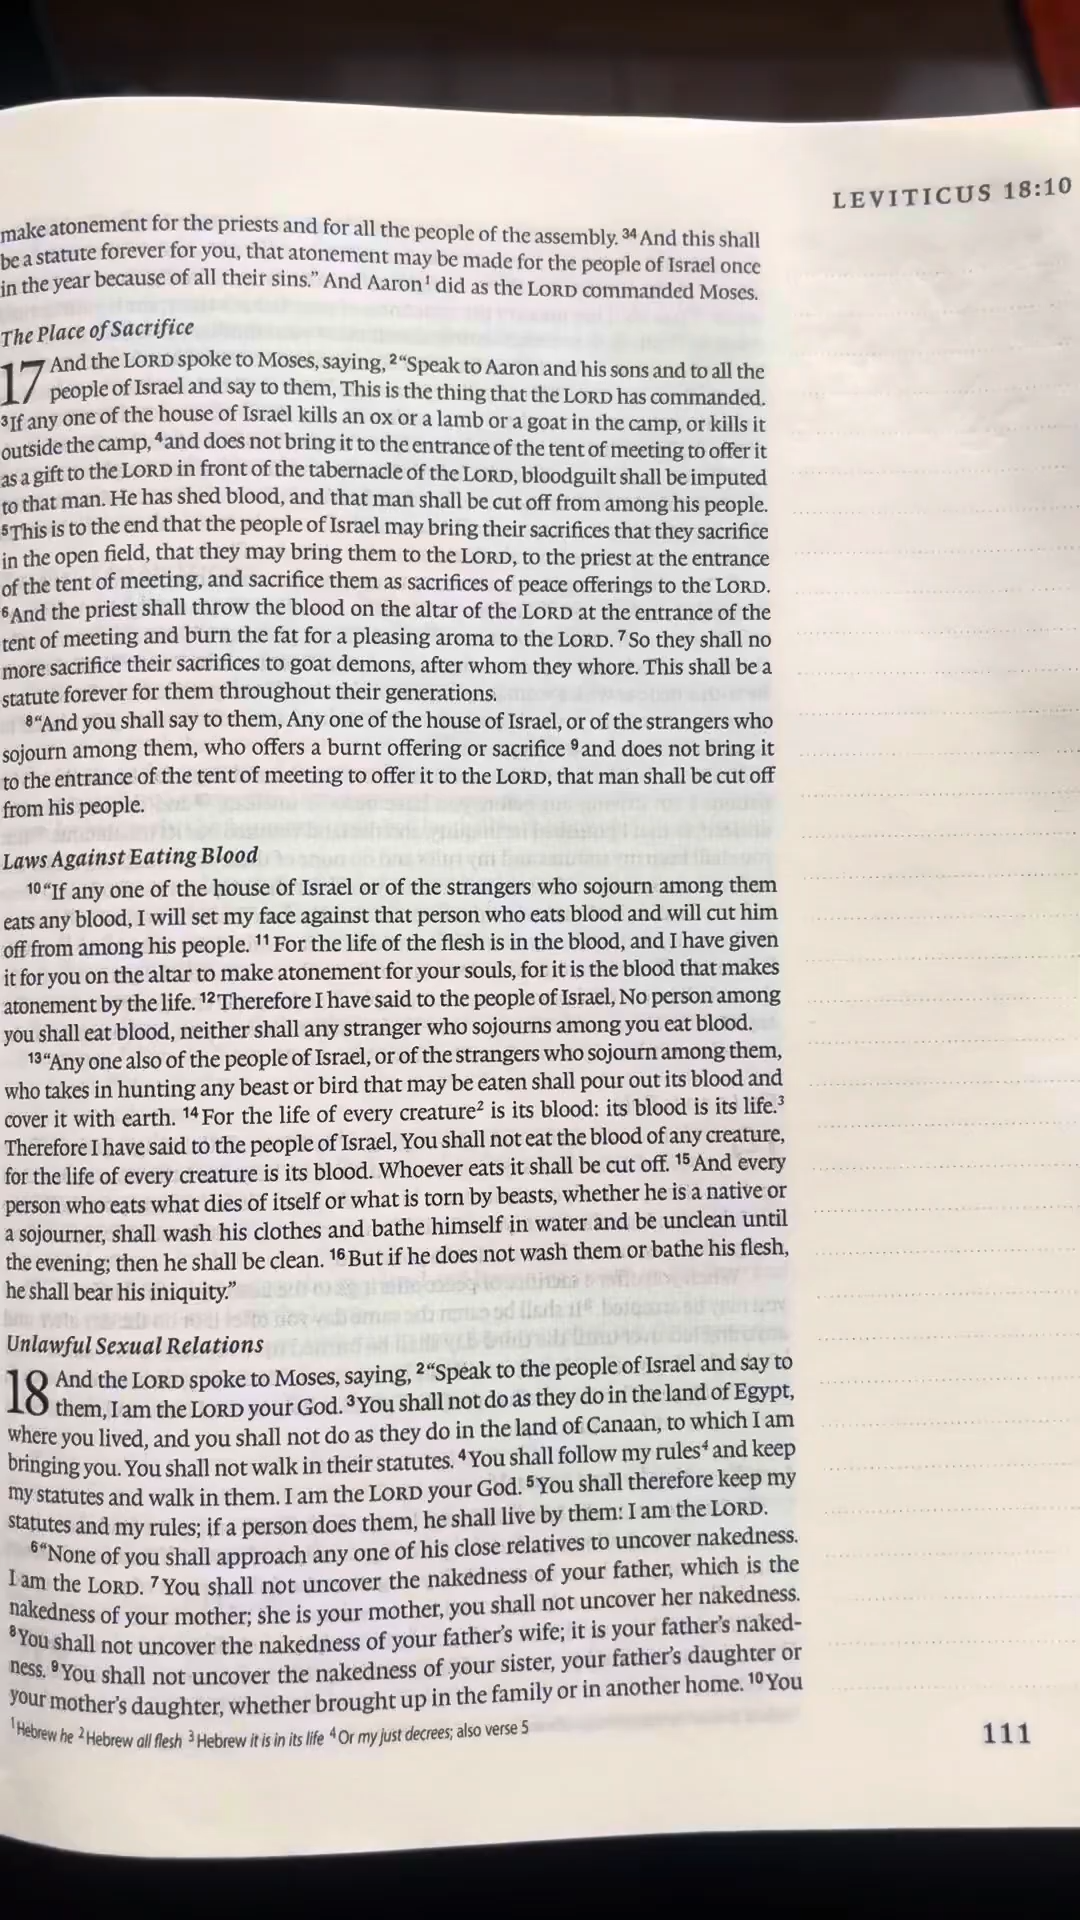 LEVITICUS 18:10
make atonement for the priests and for all the people of the assembly. 34 And this shall
be a statute forever for you, that atonement may be made for the people of Israel once
in the year because of all their sins.” And Aaron1 did as the LORD commanded Moses.
The Place of Sacrifice
17 And the LORD spoke to Moses, saying, 2 “Speak to Aaron and his sons and to all the
people of Israel and say to them, This is the thing that the LORD has commanded.
3 If any one of the house of Israel kills an ox or a lamb or a goat in the camp, or kills it
outside the camp, 4 and does not bring it to the entrance of the tent of meeting to offer it
as a gift to the LORD in front of the tabernacle of the LORD, bloodguilt shall be imputed
to that man. He has shed blood, and that man shall be cut off from among his people.
5 This is to the end that the people of Israel may bring their sacrifices that they sacrifice
in the open field, that they may bring them to the LORD, to the priest at the entrance
of the tent of meeting, and sacrifice them as sacrifices of peace offerings to the LORD.
6 And the priest shall throw the blood on the altar of the LORD at the entrance of the
tent of meeting and burn the fat for a pleasing aroma to the LORD. 7 So they shall no
more sacrifice their sacrifices to goat demons, after whom they whore. This shall be a
statute forever for them throughout their generations.
8 “And you shall say to them, Any one of the house of Israel, or of the strangers who
sojourn among them, who offers a burnt offering or sacrifice 9 and does not bring it
to the entrance of the tent of meeting to offer it to the LORD, that man shall be cut off
from his people.
Laws Against Eating Blood
10 “If any one of the house of Israel or of the strangers who sojourn among them
eats any blood, I will set my face against that person who eats blood and will cut him
off from among his people. 11 For the life of the flesh is in the blood, and I have given
it for you on the altar to make atonement for your souls, for it is the blood that makes
atonement by the life. 12 Therefore I have said to the people of Israel, No person among
you shall eat blood, neither shall any stranger who sojourns among you eat blood.
13 “Any one also of the people of Israel, or of the strangers who sojourn among them,
who takes in hunting any beast or bird that may be eaten shall pour out its blood and
cover it with earth. 14 For the life of every creature2 is its blood: its blood is its life.3
Therefore I have said to the people of Israel, You shall not eat the blood of any creature,
for the life of every creature is its blood. Whoever eats it shall be cut off. 15 And every
person who eats what dies of itself or what is torn by beasts, whether he is a native or
a sojourner, shall wash his clothes and bathe himself in water and be unclean until
the evening; then he shall be clean. 16 But if he does not wash them or bathe his flesh,
he shall bear his iniquity.”
Unlawful Sexual Relations
18 And the LORD spoke to Moses, saying, 2 “Speak to the people of Israel and say to
them, I am the LORD your God. 3 You shall not do as they do in the land of Egypt,
where you lived, and you shall not do as they do in the land of Canaan, to which I am
bringing you. You shall not walk in their statutes. 4 You shall follow my rules4 and keep
my statutes and walk in them. I am the LORD your God. 5 You shall therefore keep my
statutes and my rules; if a person does them, he shall live by them: I am the LORD.
6 “None of you shall approach any one of his close relatives to uncover nakedness.
I am the LORD. 7 You shall not uncover the nakedness of your father, which is the
nakedness of your mother; she is your mother, you shall not uncover her nakedness.
8 You shall not uncover the nakedness of your father’s wife; it is your father’s naked-
ness. 9 You shall not uncover the nakedness of your sister, your father’s daughter or
your mother’s daughter, whether brought up in the family or in another home. 10 You
1 Hebrew he 2 Hebrew all flesh 3 Hebrew it is in its life 4 Or my just decrees; also verse 5
111